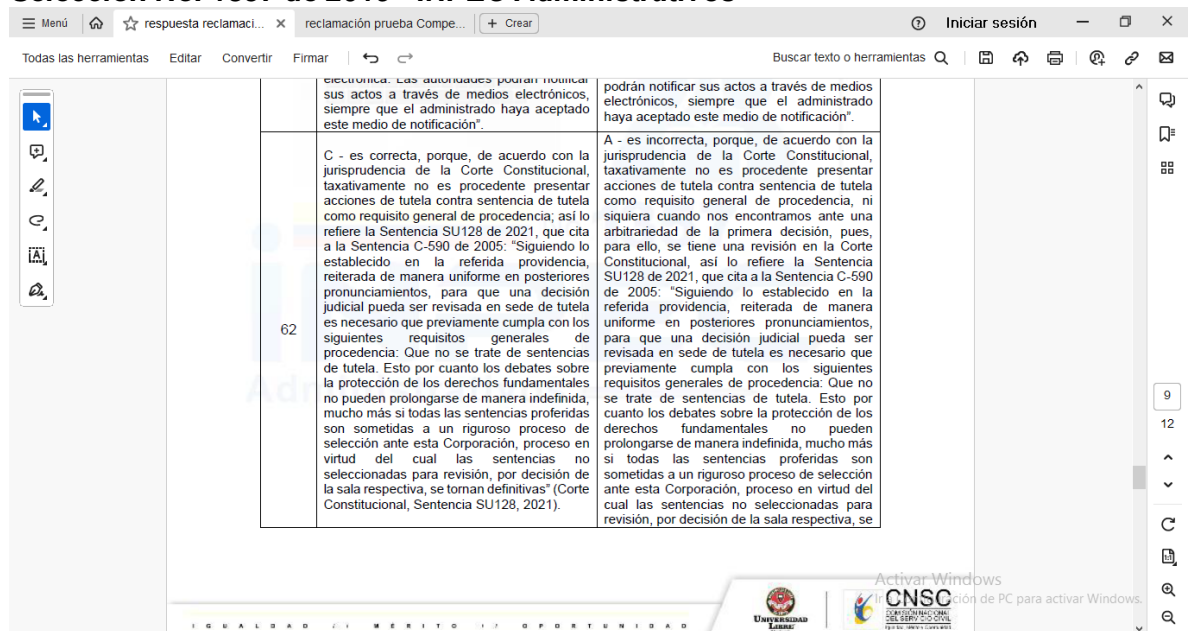 Menú
respuesta reclamaci...
reclamación prueba Compe...
+ Crear
Iniciar sesión
Todas las herramientas Editar Convertir Firmar
Buscar texto o herramientas
sus actos a través de medios electrónicos,
siempre que el administrado haya aceptado
este medio de notificación”.
podrán notificar sus actos a través de medios
electrónicos, siempre que el administrado
haya aceptado este medio de notificación”.
62
C - es correcta, porque, de acuerdo con la
jurisprudencia de la Corte Constitucional,
taxativamente no es procedente presentar
acciones de tutela contra sentencia de tutela
como requisito general de procedencia; así lo
refiere la Sentencia SU128 de 2021, que cita
a la Sentencia C-590 de 2005: “Siguiendo lo
establecido en la referida providencia,
reiterada de manera uniforme en posteriores
pronunciamientos, para que una decisión
judicial pueda ser revisada en sede de tutela
es necesario que previamente cumpla con los
siguientes requisitos generales de
procedencia: Que no se trate de sentencias
de tutela. Esto por cuanto los debates sobre
la protección de los derechos fundamentales
no pueden prolongarse de manera indefinida,
mucho más si todas las sentencias proferidas
son sometidas a un riguroso proceso de
selección ante esta Corporación, proceso en
virtud del cual las sentencias no
seleccionadas para revisión, por decisión de
la sala respectiva, se tornan definitivas” (Corte
Constitucional, Sentencia SU128, 2021).
A - es incorrecta, porque, de acuerdo con la
jurisprudencia de la Corte Constitucional,
taxativamente no es procedente presentar
acciones de tutela contra sentencia de tutela
como requisito general de procedencia, ni
siquiera cuando nos encontramos ante una
arbitrariedad de la primera decisión, pues,
para ello, se tiene una revisión en la Corte
Constitucional, así lo refiere la Sentencia
SU128 de 2021, que cita a la Sentencia C-590
de 2005: “Siguiendo lo establecido en la
referida providencia, reiterada de manera
uniforme en posteriores pronunciamientos,
para que una decisión judicial pueda ser
revisada en sede de tutela es necesario que
previamente cumpla con los siguientes
requisitos generales de procedencia: Que no
se trate de sentencias de tutela. Esto por
cuanto los debates sobre la protección de los
derechos fundamentales no pueden
prolongarse de manera indefinida, mucho más
si todas las sentencias proferidas son
sometidas a un riguroso proceso de selección
ante esta Corporación, proceso en virtud del
cual las sentencias no seleccionadas para
revisión, por decisión de la sala respectiva, se
9
12
Activar Windows
de PC para activar Windows.
IGUALDAD MÉRITO OPORTUNIDAD
UNIVERSIDAD
LIBRE
CNSC
COMISIÓN NACIONAL
DEL SERVICIO CIVIL